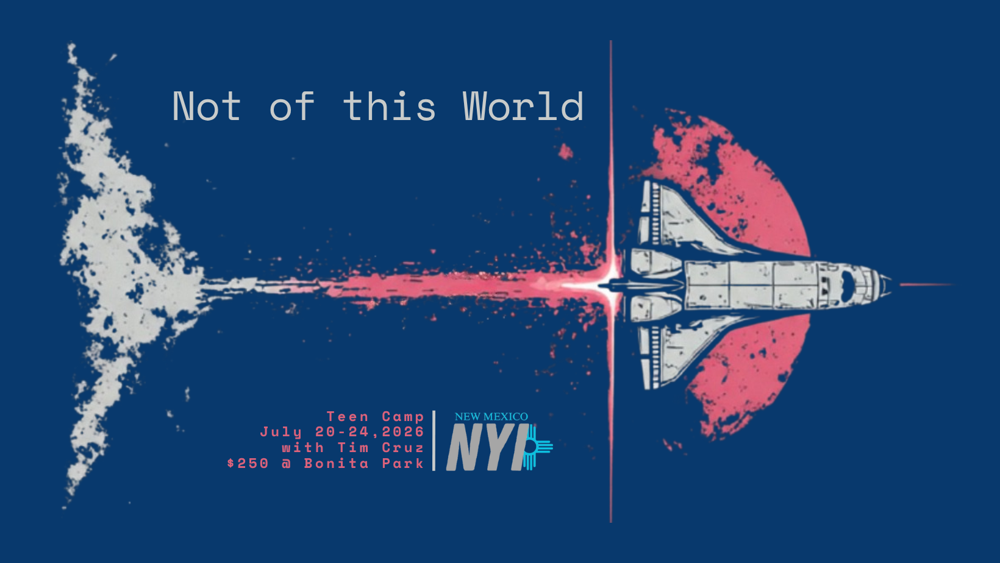 Not of this World
Teen Camp
July 20-24,2026
with Tim Cruz
$250 @ Bonita Park
NEW MEXICO
NYI